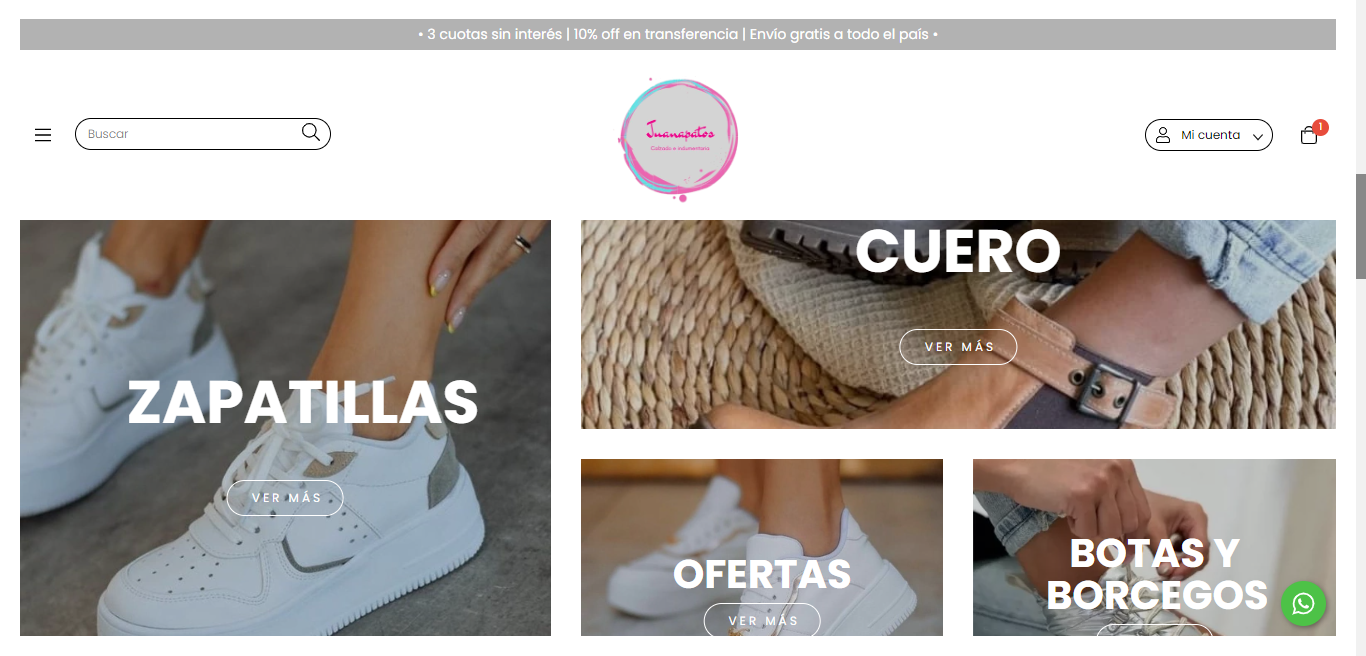 • 3 cuotas sin interés | 10% off en transferencia | Envío gratis a todo el país •
Buscar
Juanapatos
Calzado e indumentaria
Mi cuenta
1
CUERO
VER MÁS
ZAPATILLAS
VER MÁS
OFERTAS
VER MÁS
BOTAS Y
BORCEGOS